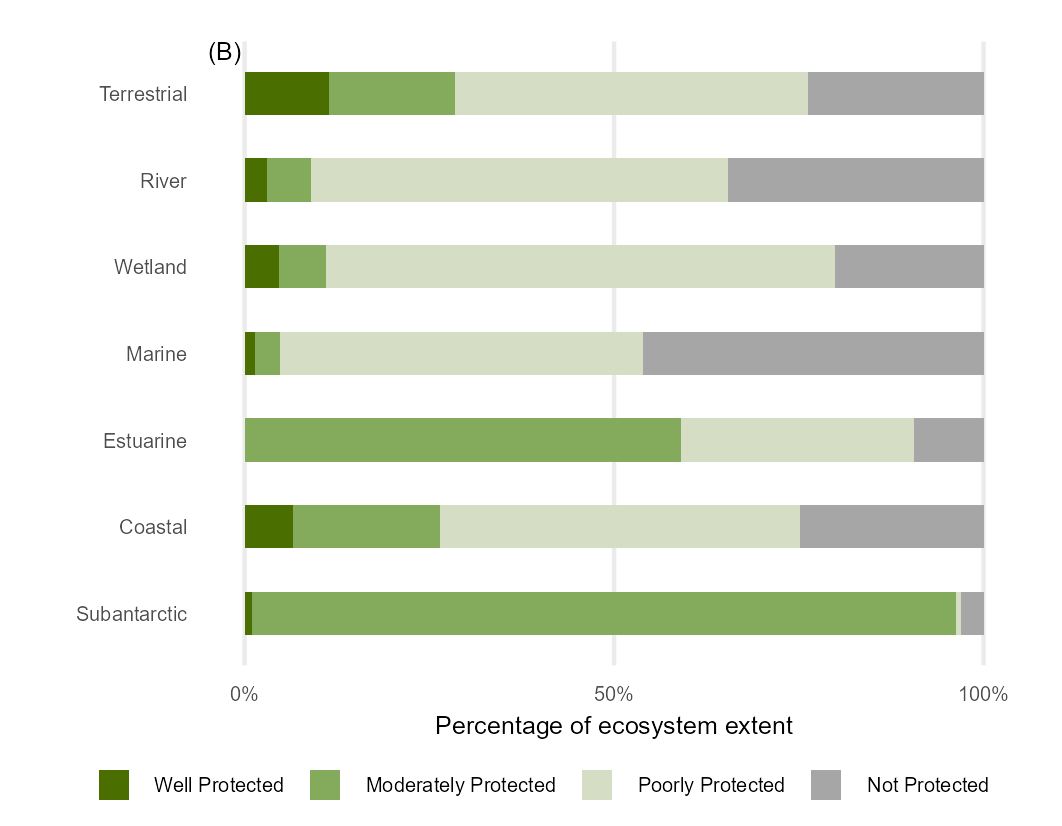 (B)
Terrestrial
River
Wetland
Marine
Estuarine
Coastal
Subantarctic
0% 50% 100%
Percentage of ecosystem extent
Well Protected Moderately Protected Poorly Protected Not Protected